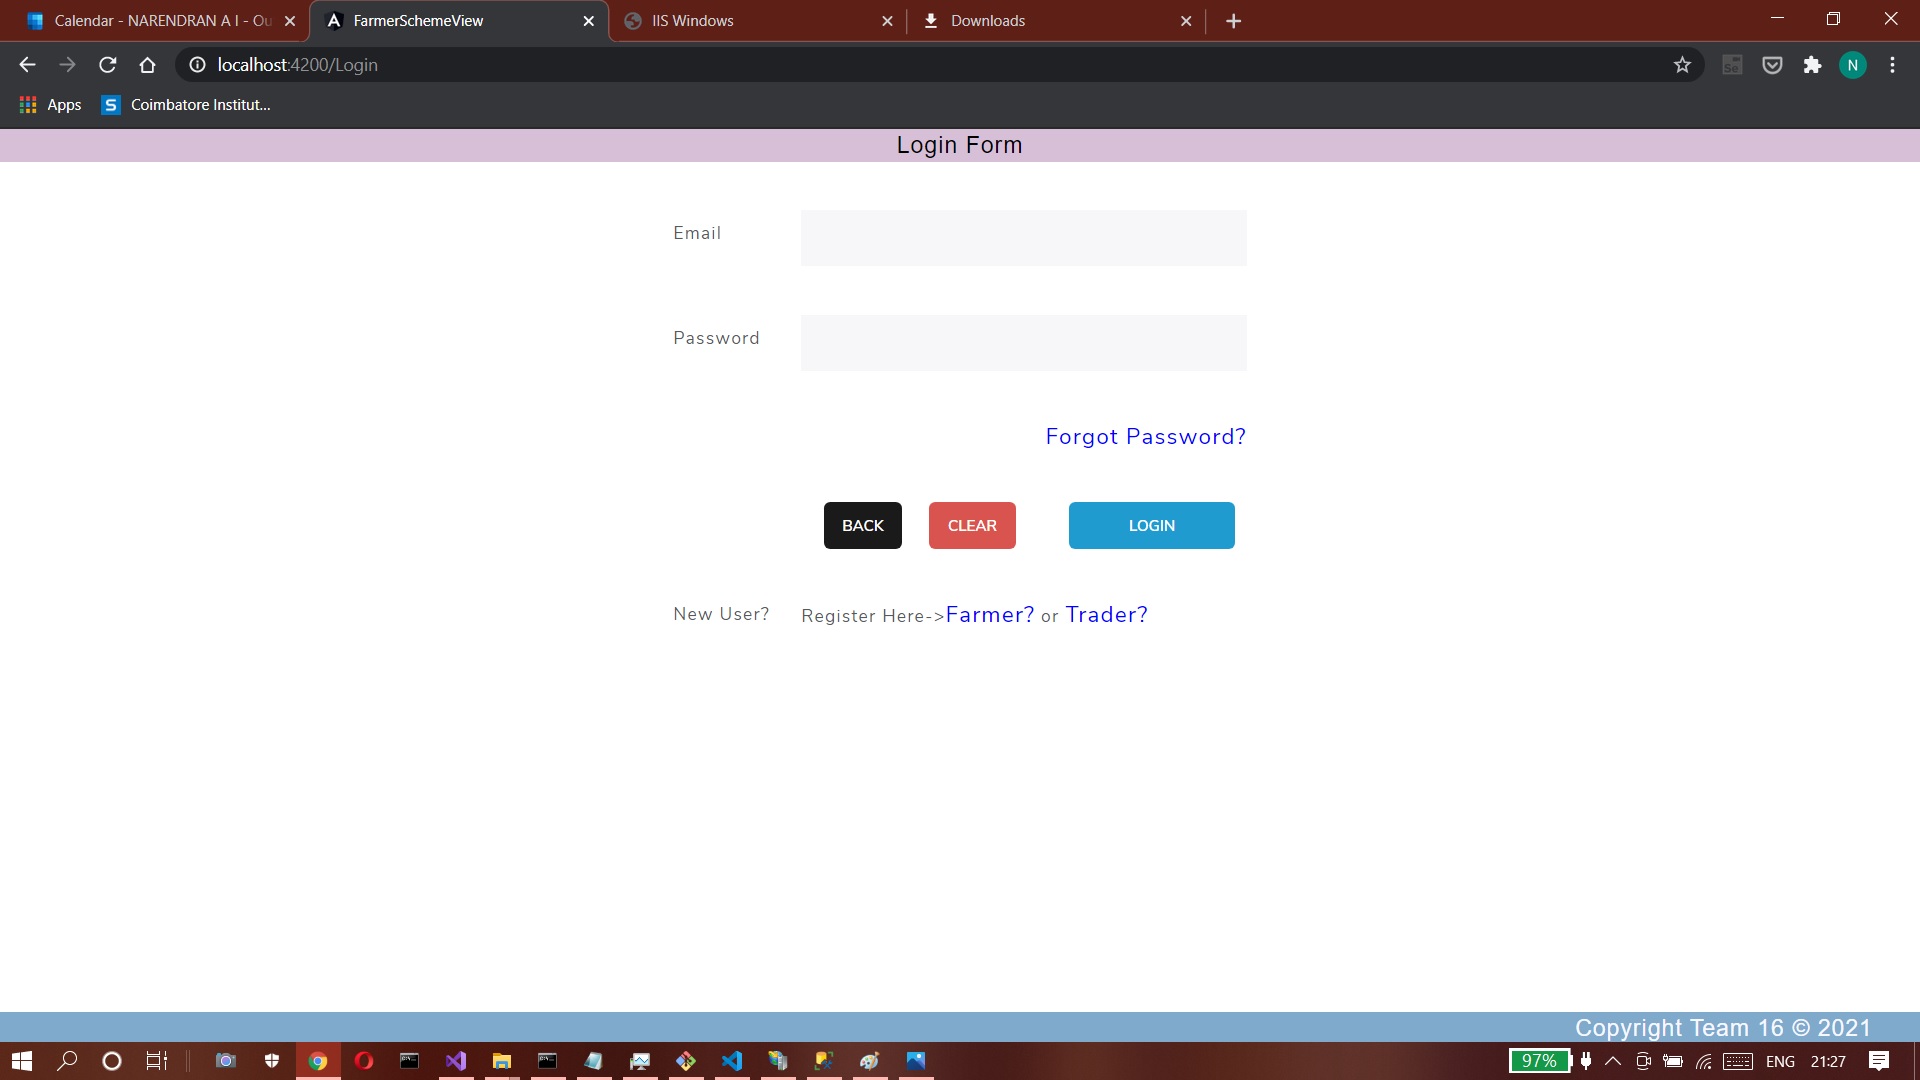 Calendar - NARENDRAN A I - Ou
FarmerSchemeView
IIS Windows
Downloads
localhost:4200/Login
N
Apps
S Coimbatore Institut...
Login Form
Email
Password
Forgot Password?
BACK CLEAR LOGIN
New User? Register Here->Farmer? or Trader?
Copyright Team 16 © 2021
97% ENG 21:27